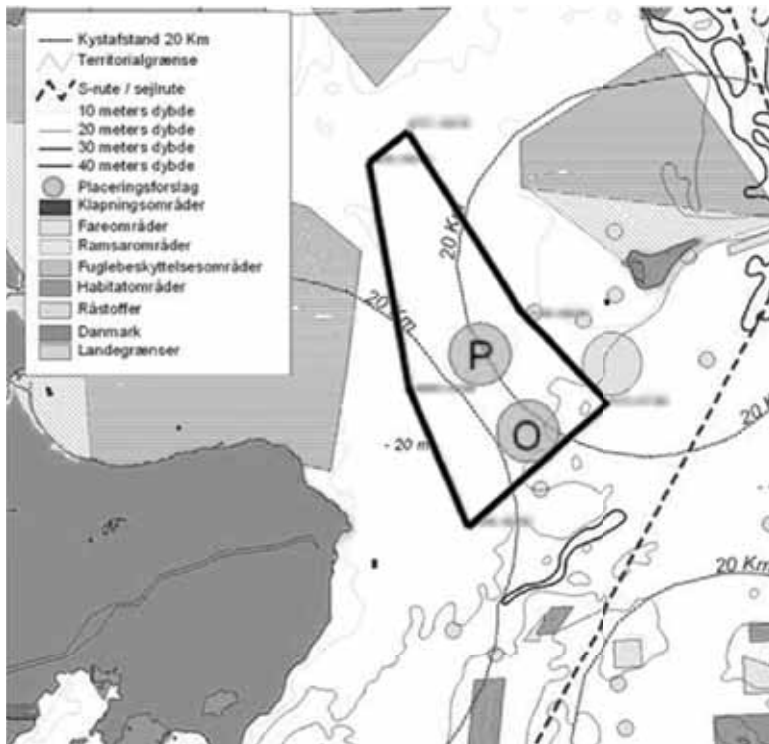 Kystafstand 20 Km
Territorialgrænse
S-rute / sejlrute
10 meters dybde
20 meters dybde
30 meters dybde
40 meters dybde
Placeringsforslag
Klapningsområder
Fareområder
Ramsarområder
Fuglebeskyttelsesområder
Habitatområder
Råstoffer
Danmark
Landegrænser
20 Km
20 Km
P
O
- 20 m
20 K
20 Km